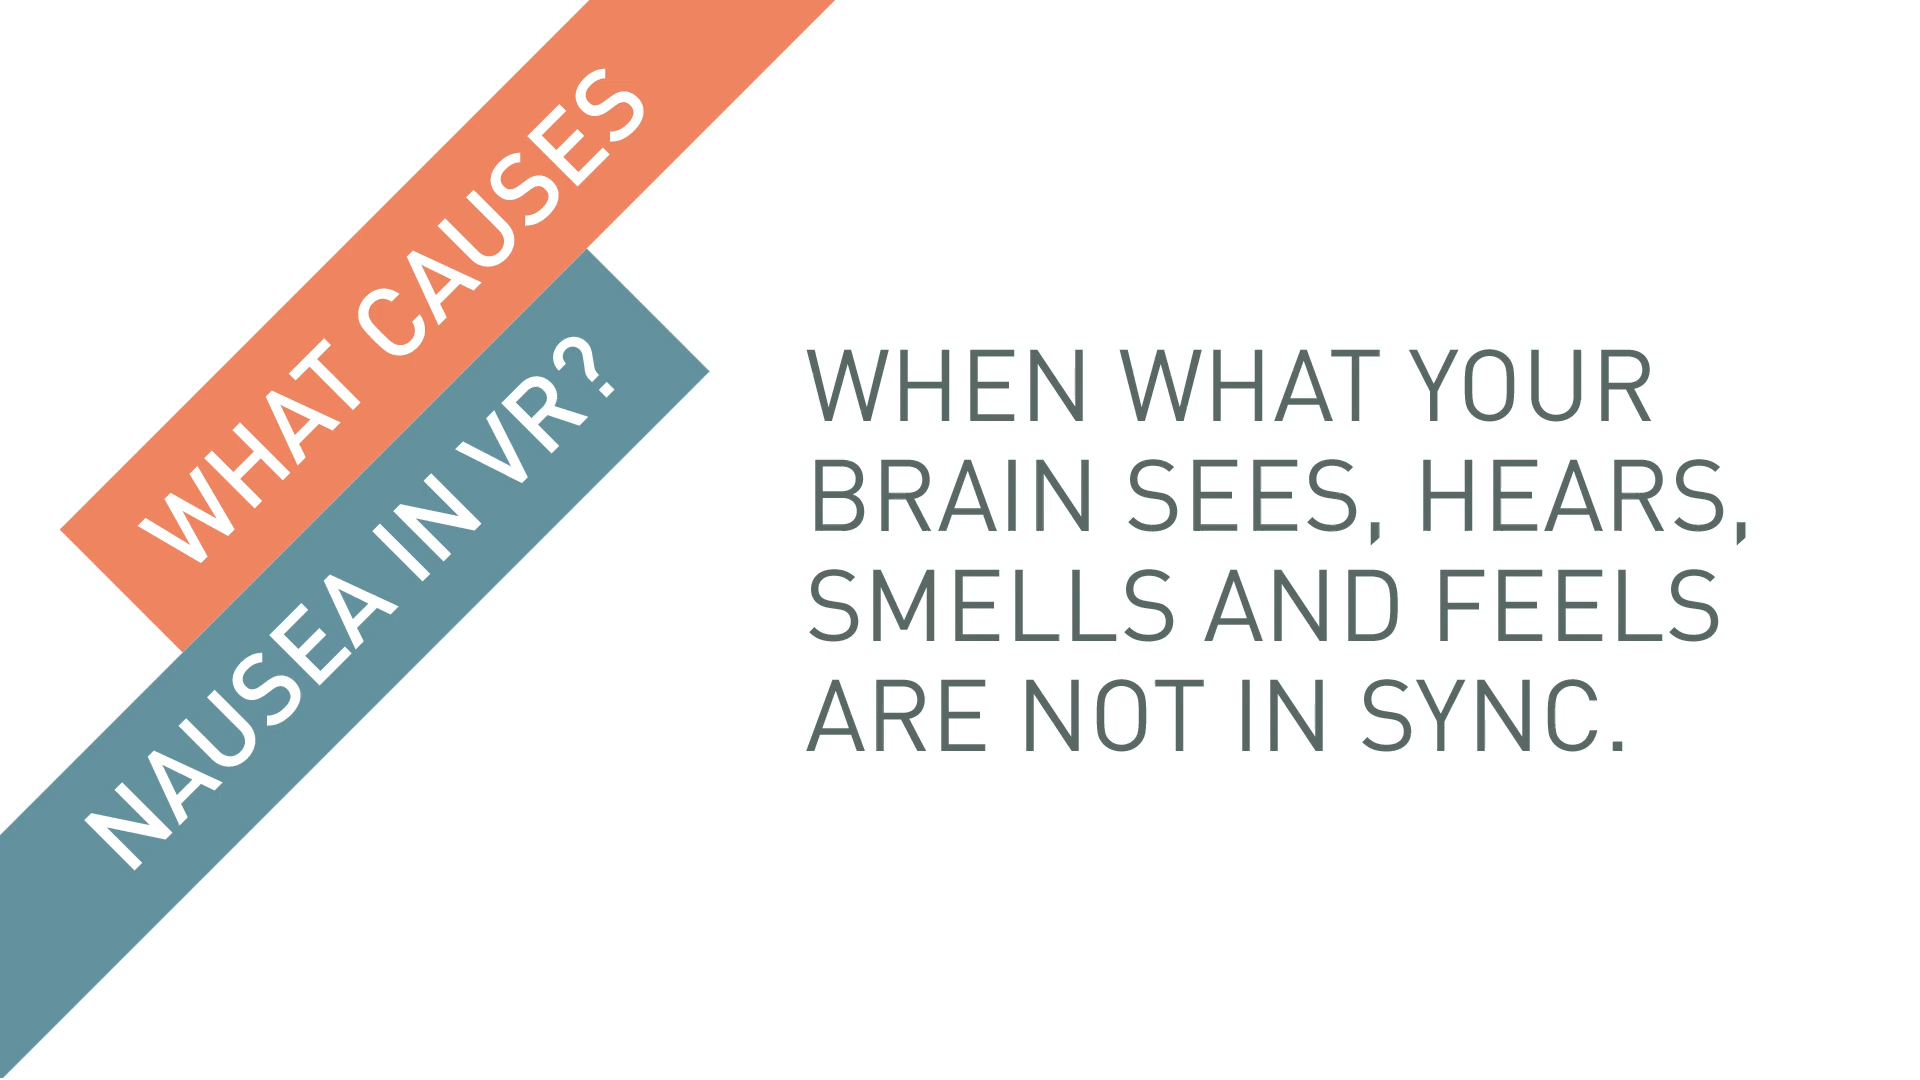 WHAT CAUSES
NAUSEA IN VR?
WHEN WHAT YOUR
BRAIN SEES, HEARS,
SMELLS AND FEELS
ARE NOT IN SYNC.